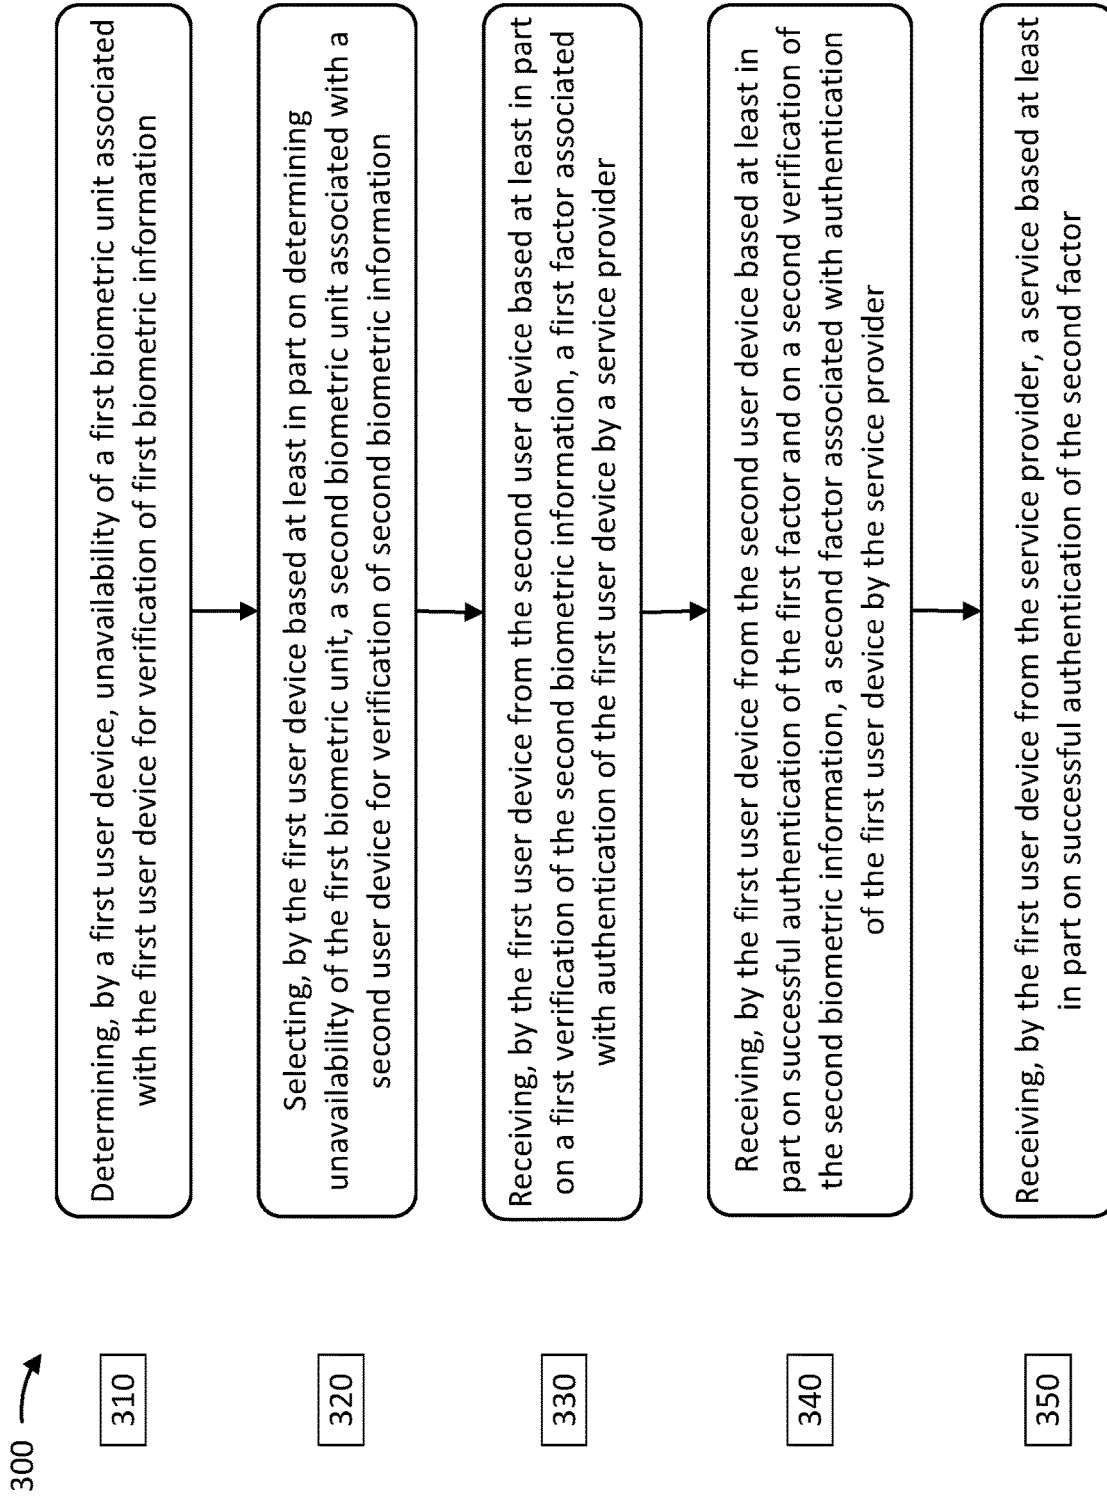 300
310
Determining, by a first user device, unavailability of a first biometric unit associated
with the first user device for verification of first biometric information
320
Selecting, by the first user device based at least in part on determining
unavailability of the first biometric unit, a second biometric unit associated with a
second user device for verification of second biometric information
330
Receiving, by the first user device from the second user device based at least in part
on a first verification of the second biometric information, a first factor associated
with authentication of the first user device by a service provider
340
Receiving, by the first user device from the second user device based at least in
part on successful authentication of the first factor and on a second verification of
the second biometric information, a second factor associated with authentication
of the first user device by the service provider
350
Receiving, by the first user device from the service provider, a service based at least
in part on successful authentication of the second factor